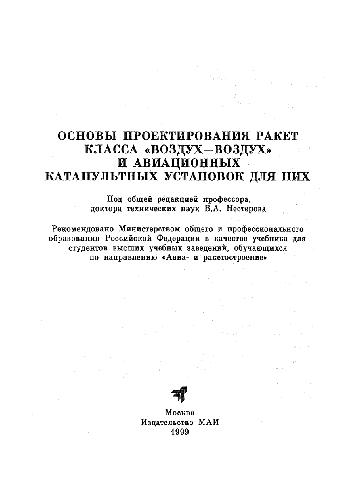 ОСНОВЫ ПРОЕКТИРОВАНИЯ РАКЕТ
КЛАССА «ВОЗДУХ—ВОЗДУХ»
И АВИАЦИОННЫХ
КАТАПУЛЬТНЫХ УСТАНОВОК ДЛЯ НИХ
Под общей редакцией профессора,
доктора технических наук В.А. Нестерова
Рекомендовано Министерством общего и профессионального
образования Российской Федерации в качестве учебника для
студентов высших учебных заведений, обучающихся
по направлению «Авиа- и ракетостроение»
Москва
Издательство МАИ
1999